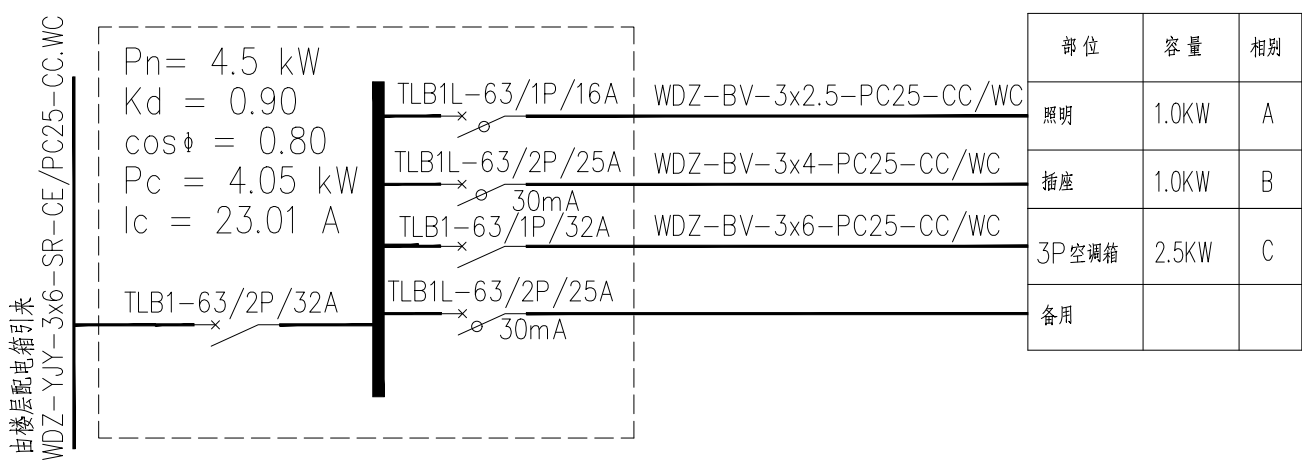 由楼层配电箱引来
WDZ-YJY-3x6-SR-CE/PC25-CC.WC
Pn= 4.5 kW
Kd = 0.90
cosϕ = 0.80
Pc = 4.05 kW
Ic = 23.01 A
TLB1-63/2P/32A
TLB1L-63/1P/16A
WDZ-BV-3x2.5-PC25-CC/WC
TLB1L-63/2P/25A
30mA
WDZ-BV-3x4-PC25-CC/WC
TLB1-63/1P/32A
WDZ-BV-3x6-PC25-CC/WC
TLB1L-63/2P/25A
30mA
部位 容量 相别
照明 1.0KW A
插座 1.0KW B
3P空调箱 2.5KW C
备用